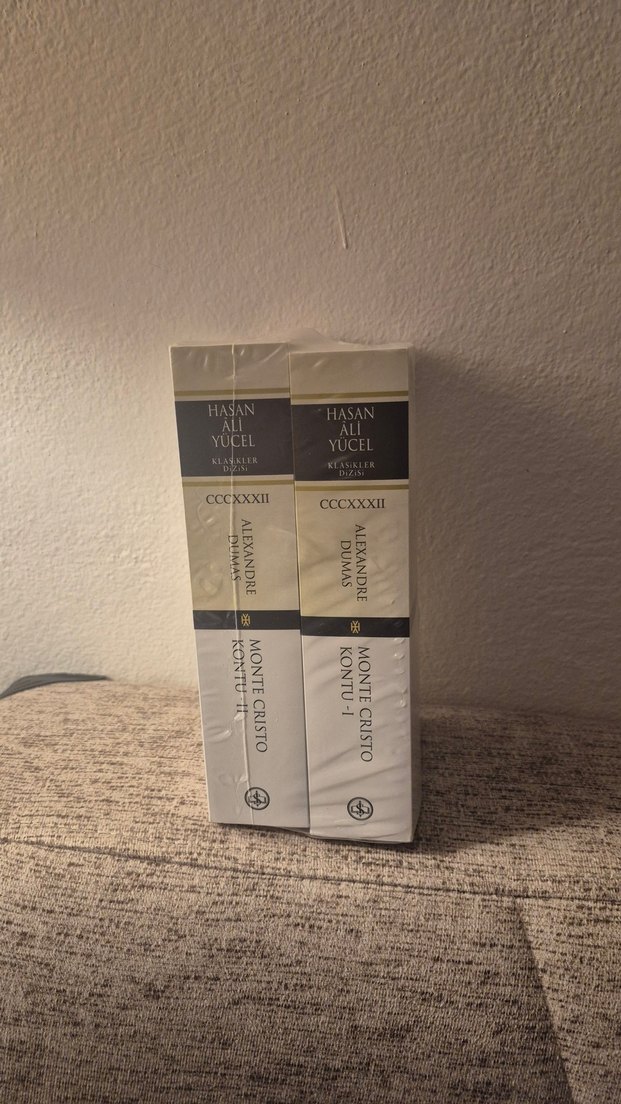 HASAN
ÂLİ
YÜCEL
KLASİKLER
DİZİSİ
CCCXXXII
ALEXANDRE
DUMAS
MONTE CRISTO
KONTU -II
HASAN
ÂLİ
YÜCEL
KLASİKLER
DİZİSİ
CCCXXXII
ALEXANDRE
DUMAS
MONTE CRISTO
KONTU -I